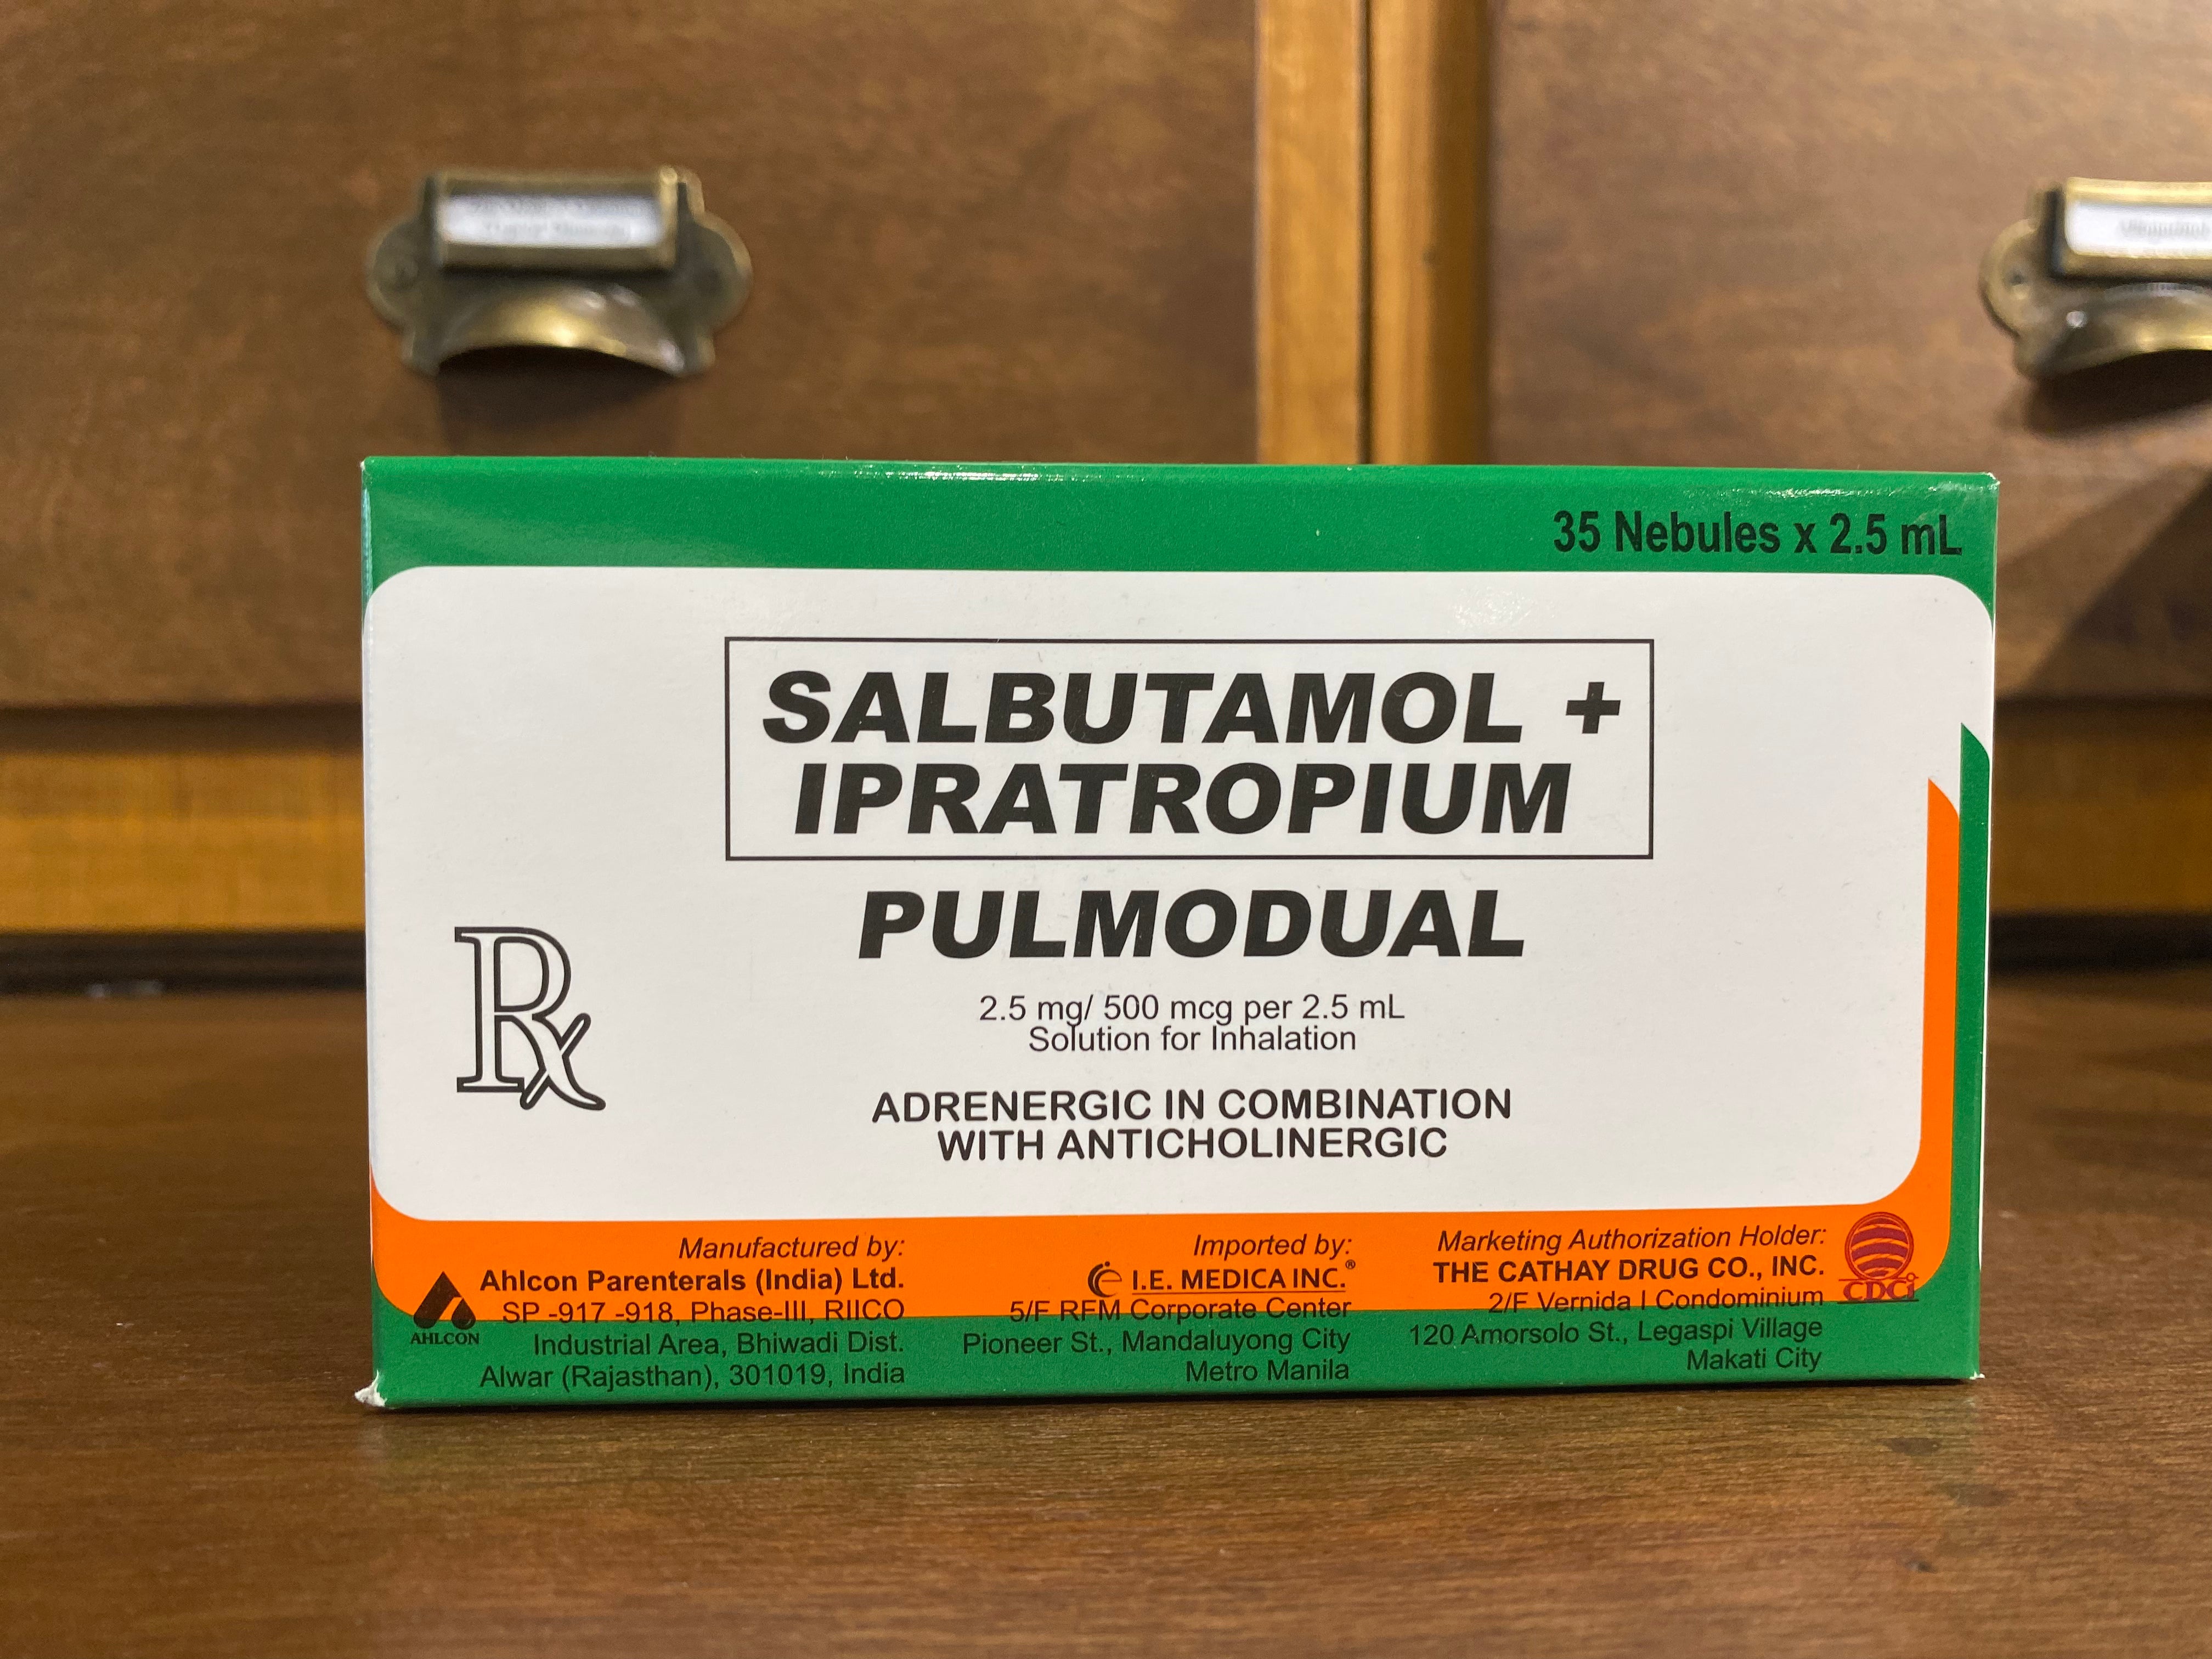 35 Nebules x 2.5 mL
SALBUTAMOL +
IPRATROPIUM
PULMODUAL
Rx
2.5 mg/ 500 mcg per 2.5 mL
Solution for Inhalation
ADRENERGIC IN COMBINATION
WITH ANTICHOLINERGIC
Manufactured by:
Ahlcon Parenterals (India) Ltd.
SP -917 -918, Phase-III, RIICO
Industrial Area, Bhiwadi Dist.
Alwar (Rajasthan), 301019, India
AHLCON
Imported by:
I.E. MEDICA INC.®
5/F RFM Corporate Center
Pioneer St., Mandaluyong City
Metro Manila
Marketing Authorization Holder:
THE CATHAY DRUG CO., INC.
2/F Vernida I Condominium
120 Amorsolo St., Legaspi Village
Makati City
CDCi